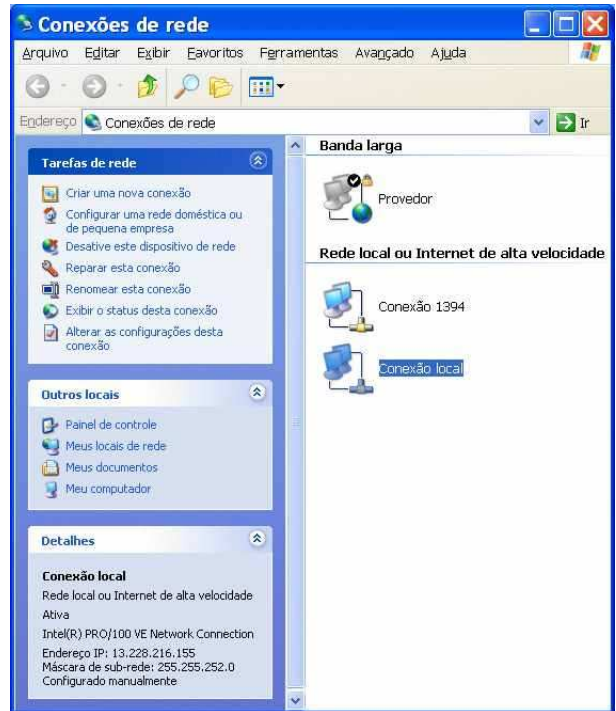 Conexões de rede
Arquivo Editar Exibir Favoritos Ferramentas Avançado Ajuda
Endereço Conexões de rede Ir
Tarefas de rede
Criar uma nova conexão
Configurar uma rede doméstica ou
de pequena empresa
Desative este dispositivo de rede
Reparar esta conexão
Renomear esta conexão
Exibir o status desta conexão
Alterar as configurações desta
conexão
Outros locais
Painel de controle
Meus locais de rede
Meus documentos
Meu computador
Detalhes
Conexão local
Rede local ou Internet de alta velocidade
Ativa
Intel(R) PRO/100 VE Network Connection
Endereço IP: 13.228.216.155
Máscara de sub-rede: 255.255.252.0
Configurado manualmente
Banda larga
Provedor
Rede local ou Internet de alta velocidade
Conexão 1394
Conexão local